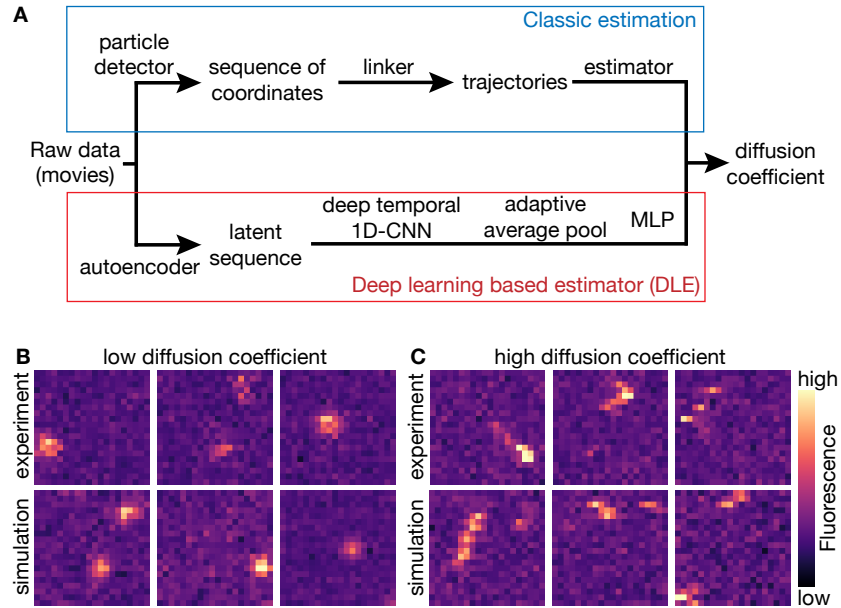 A
Classic estimation
particle
detector
sequence of
coordinates
linker
trajectories
estimator
Raw data
(movies)
diffusion
coefficient
autoencoder
latent
sequence
deep temporal
1D-CNN
adaptive
average pool
MLP
Deep learning based estimator (DLE)
B
low diffusion coefficient
experiment
simulation
C
high diffusion coefficient
experiment
simulation
high
Fluorescence
low